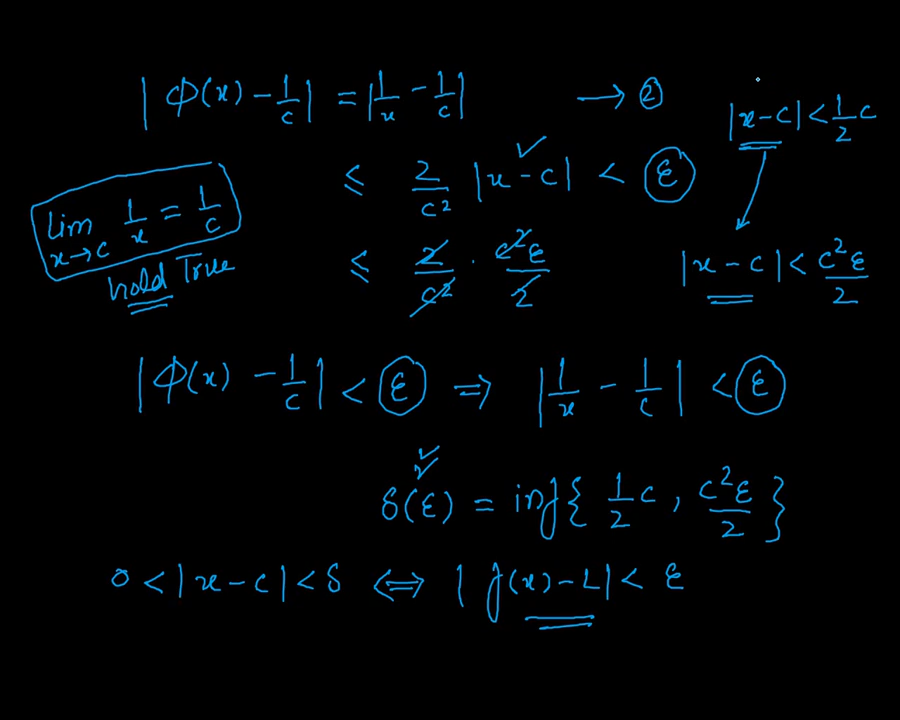 | ϕ(x) - 1/c | = | 1/x - 1/c | → ②
|x - c| < 1/2 c
≤ 2/c² |x - c| < ε
lim x→c 1/x = 1/c
hold True
≤ 2/c² · c²ε/2
|x - c| < c²ε/2
| ϕ(x) - 1/c | < ε ⇒ | 1/x - 1/c | < ε
δ(ε) = inf{ 1/2 c , c²ε/2 }
0 < |x - c| < δ ⇔ | f(x) - L | < ε